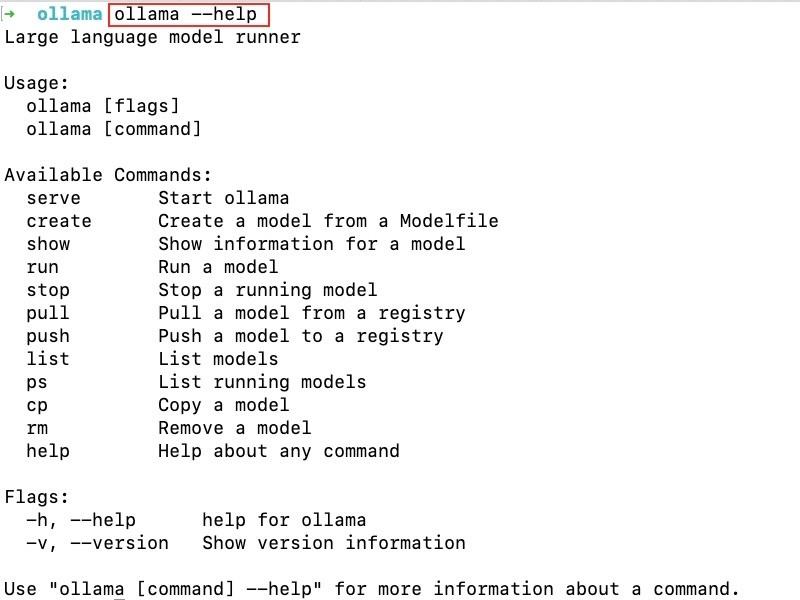 → ollama ollama --help
Large language model runner

Usage:
  ollama [flags]
  ollama [command]

Available Commands:
  serve       Start ollama
  create      Create a model from a Modelfile
  show        Show information for a model
  run         Run a model
  stop        Stop a running model
  pull        Pull a model from a registry
  push        Push a model to a registry
  list        List models
  ps          List running models
  cp          Copy a model
  rm          Remove a model
  help        Help about any command

Flags:
  -h, --help      help for ollama
  -v, --version   Show version information

Use "ollama [command] --help" for more information about a command.